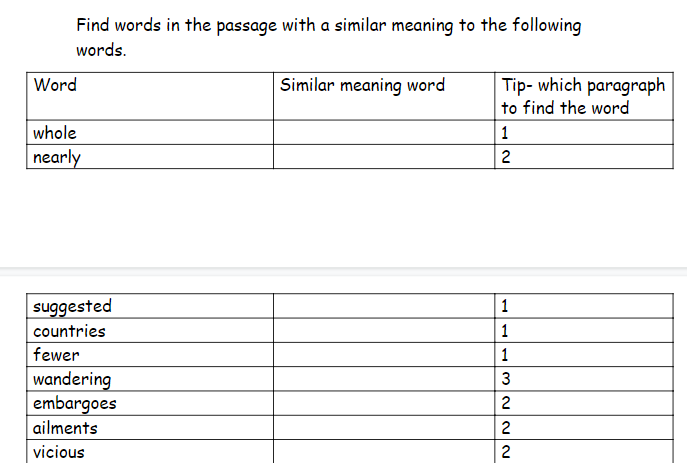 Find words in the passage with a similar meaning to the following
words.
Word Similar meaning word Tip- which paragraph
to find the word
whole 1
nearly 2
suggested 1
countries 1
fewer 1
wandering 3
embargoes 2
ailments 2
vicious 2